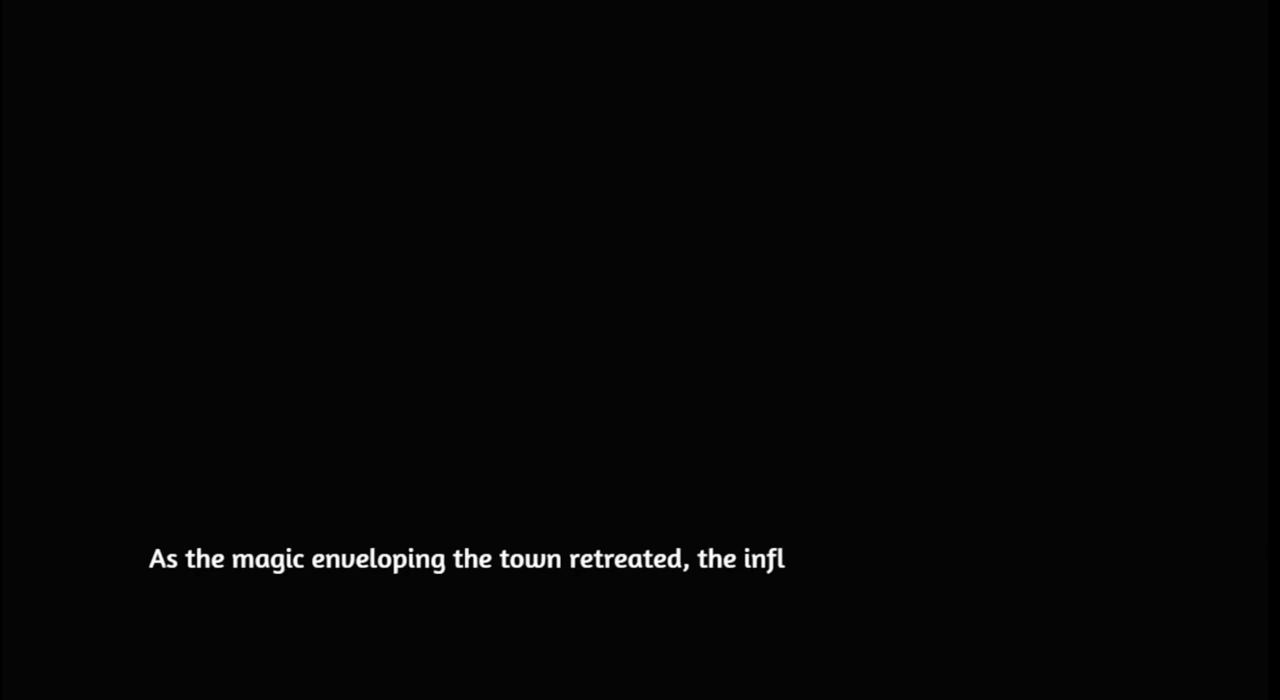 As the magic enveloping the town retreated, the infl